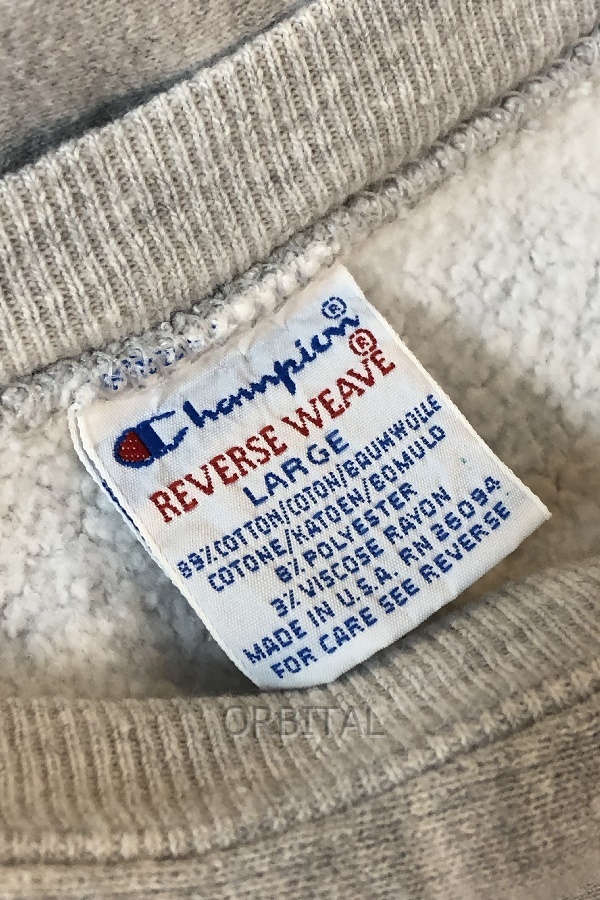 Champion®
REVERSE WEAVE®
LARGE
89%COTTON/COTON/BAUMWOLLE
COTONE/KATOEN/BOMULD
8%POLYESTER
3%VISCOSE RAYON
MADE IN U.S.A. RN 26094
FOR CARE SEE REVERSE
ORBITAL